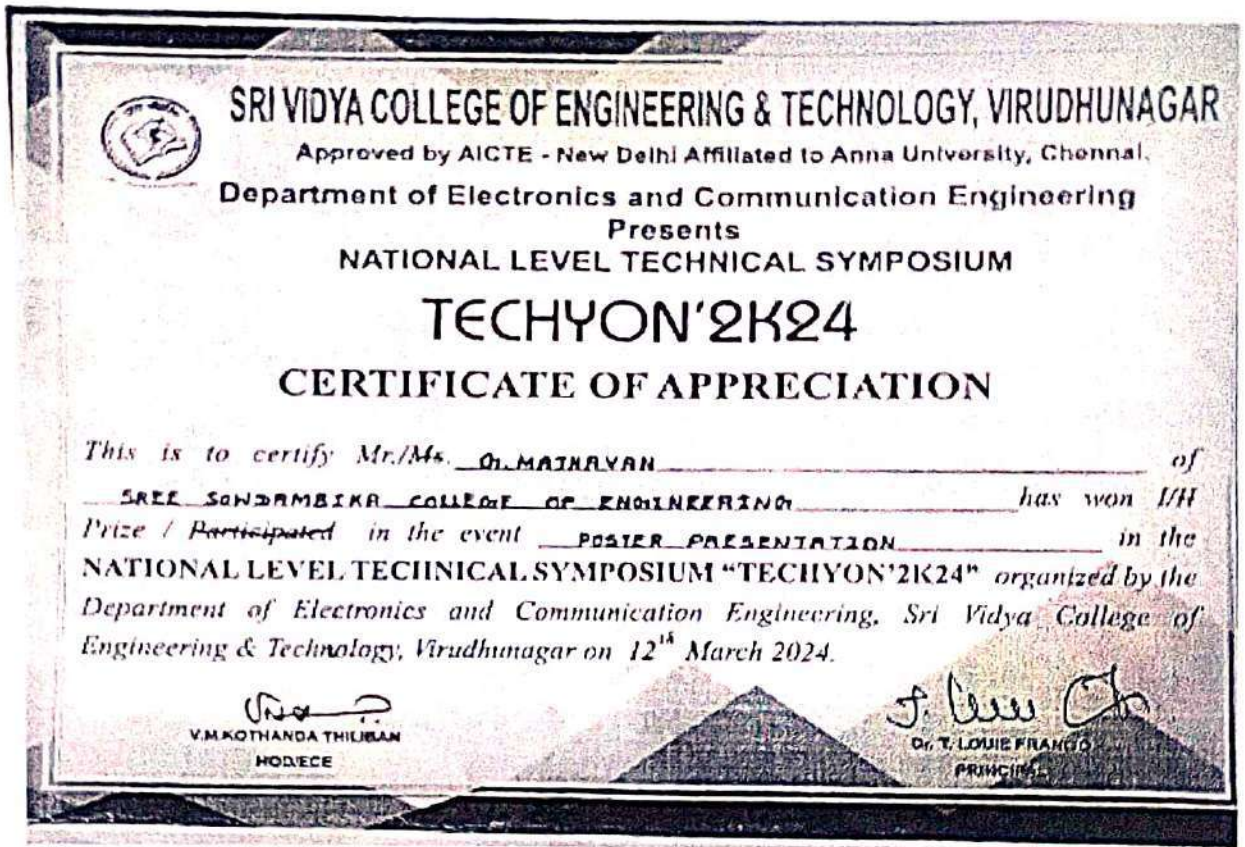 SRI VIDYA COLLEGE OF ENGINEERING & TECHNOLOGY, VIRUDHUNAGAR
Approved by AICTE - New Delhi Affiliated to Anna University, Chennai.
Department of Electronics and Communication Engineering
Presents
NATIONAL LEVEL TECHNICAL SYMPOSIUM
TECHYON'2K24
CERTIFICATE OF APPRECIATION
This is to certify Mr./Ms. G. MATHAVAN of
SREE SOWDAMBIKA COLLEGE OF ENGINEERING has won I/II
Prize / Participated in the event POSTER PRESENTATION in the
NATIONAL LEVEL TECHNICAL SYMPOSIUM “TECHYON'2K24” organized by the
Department of Electronics and Communication Engineering, Sri Vidya College of
Engineering & Technology, Virudhunagar on 12th March 2024.
V.M.KOTHANDA THILIBAN
HOD/ECE
Dr. T. LOUIE FRANGO
PRINCIPAL